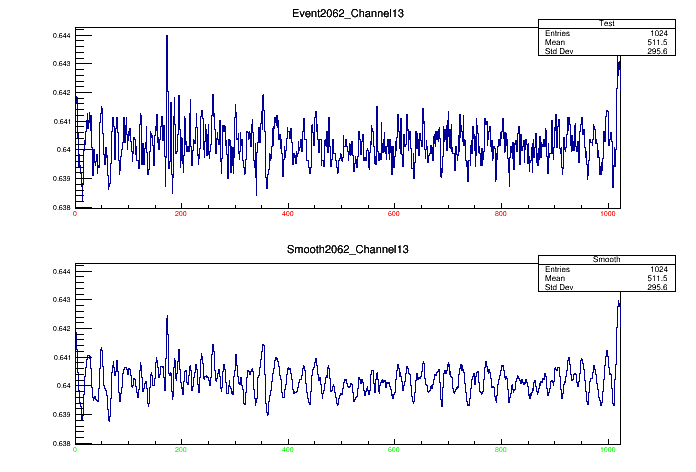 Event2062_Channel13
Test
Entries 1024
Mean 511.5
Std Dev 295.6
0.644
0.643
0.642
0.641
0.64
0.639
0.638
0 200 400 600 800 1000
Smooth2062_Channel13
Smooth
Entries 1024
Mean 511.5
Std Dev 295.6
0.644
0.643
0.642
0.641
0.64
0.639
0.638
0 200 400 600 800 1000